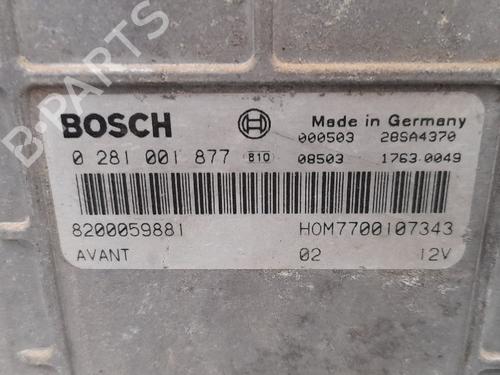 B-PARTS
BOSCH Made in Germany
000503 28SA4370
0 281 001 877 810 08503 1763 0049
8200059881 HOM7700107343
AVANT 02 12V